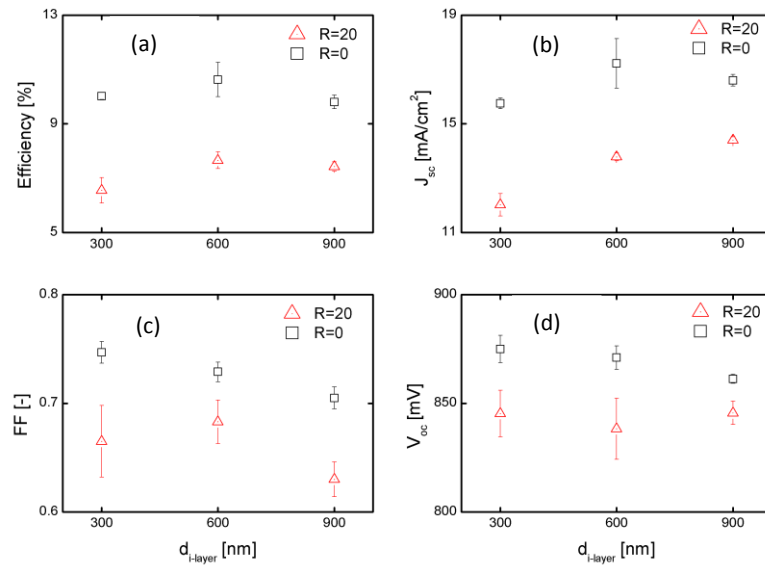 13
(a)
R=20
R=0
9
5
Efficiency [%]
300
600
900
19
(b)
R=20
R=0
15
11
J_sc [mA/cm²]
300
600
900
0.8
(c)
R=20
R=0
0.7
0.6
FF [-]
300
600
900
d_i-layer [nm]
900
(d)
R=20
R=0
850
800
V_oc [mV]
300
600
900
d_i-layer [nm]